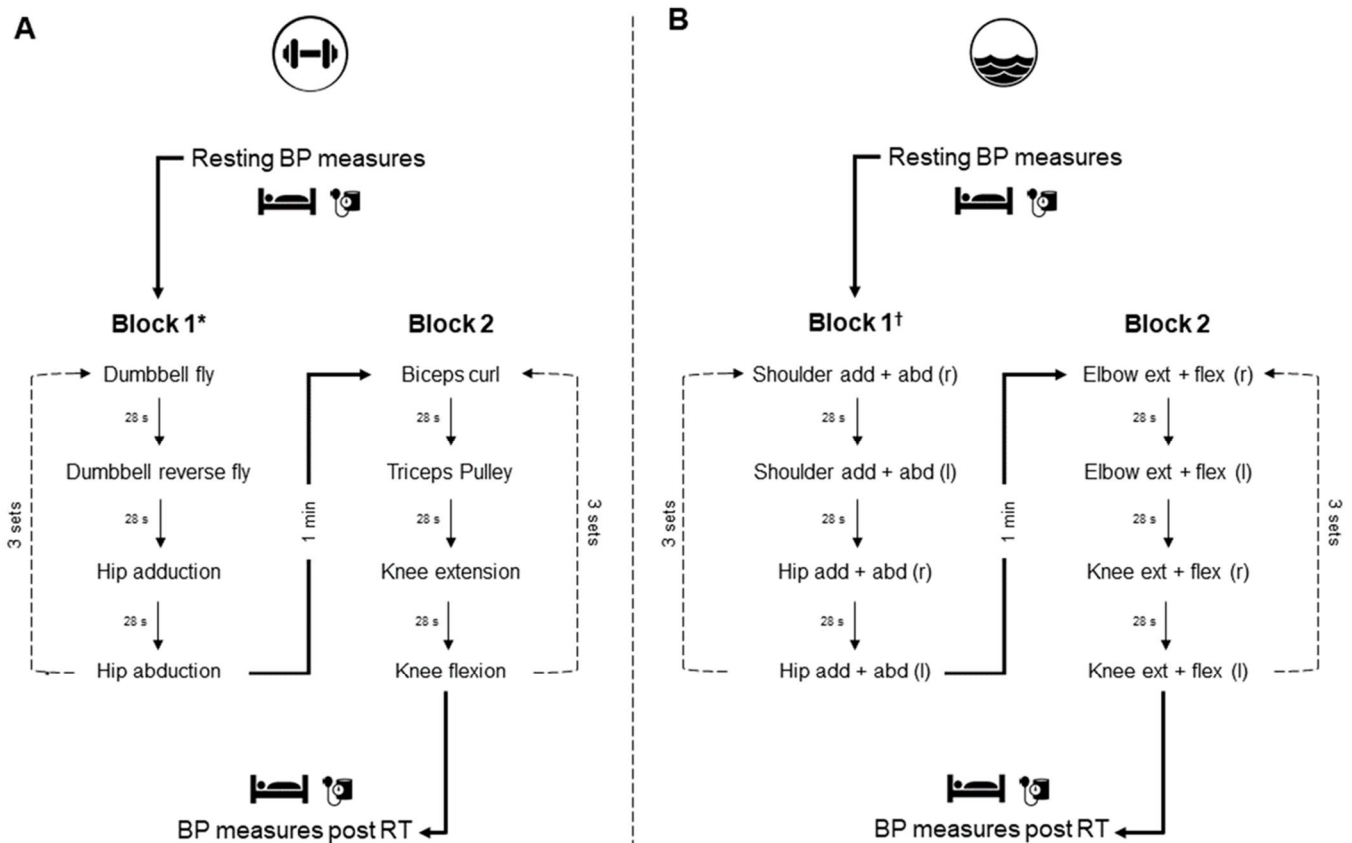 A
Resting BP measures
Block 1*
Block 2
Dumbbell fly
28 s
Dumbbell reverse fly
28 s
Hip adduction
28 s
Hip abduction
3 sets
1 min
Biceps curl
28 s
Triceps Pulley
28 s
Knee extension
28 s
Knee flexion
3 sets
BP measures post RT
B
Resting BP measures
Block 1†
Block 2
Shoulder add + abd (r)
28 s
Shoulder add + abd (l)
28 s
Hip add + abd (r)
28 s
Hip add + abd (l)
3 sets
1 min
Elbow ext + flex (r)
28 s
Elbow ext + flex (l)
28 s
Knee ext + flex (r)
28 s
Knee ext + flex (l)
3 sets
BP measures post RT